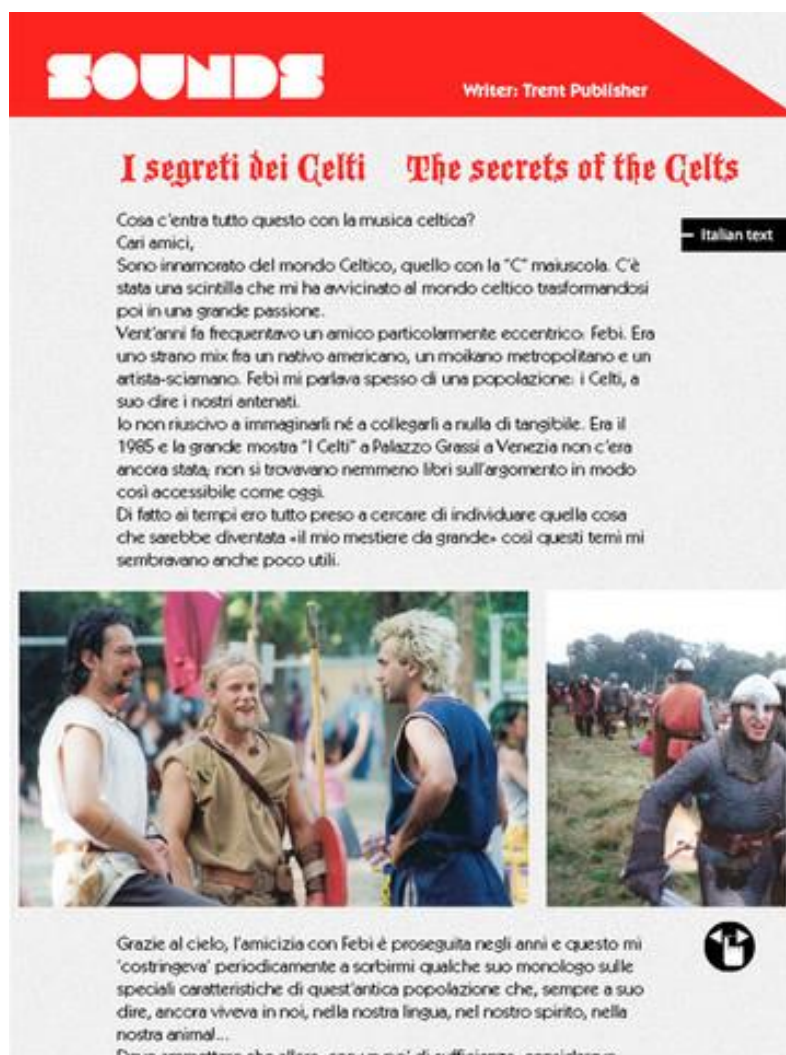 SOUNDS
Writer: Trent Publisher
I segreti dei Celti The secrets of the Celts
Italian text
Cosa c'entra tutto questo con la musica celtica?
Cari amici,
Sono innamorato del mondo Celtico, quello con la "C" maiuscola. C'è
stata una scintilla che mi ha avvicinato al mondo celtico trasformandosi
poi in una grande passione.
Vent'anni fa frequentavo un amico particolarmente eccentrico: Febi. Era
uno strano mix fra un nativo americano, un moikano metropolitano e un
artista-sciamano. Febi mi parlava spesso di una popolazione: i Celti, a
suo dire i nostri antenati.
Io non riuscivo a immaginarli né a collegarli a nulla di tangibile. Era il
1985 e la grande mostra "I Celti" a Palazzo Grassi a Venezia non c'era
ancora stata; non si trovavano nemmeno libri sull'argomento in modo
così accessibile come oggi.
Di fatto ai tempi ero tutto preso a cercare di individuare quella cosa
che sarebbe diventata «il mio mestiere da grande» così questi temi mi
sembravano anche poco utili.
Grazie al cielo, l'amicizia con Febi è proseguita negli anni e questo mi
'costringeva' periodicamente a sorbirmi qualche suo monologo sulle
speciali caratteristiche di quest'antica popolazione che, sempre a suo
dire, ancora viveva in noi, nella nostra lingua, nel nostro spirito, nella
nostra anima!...